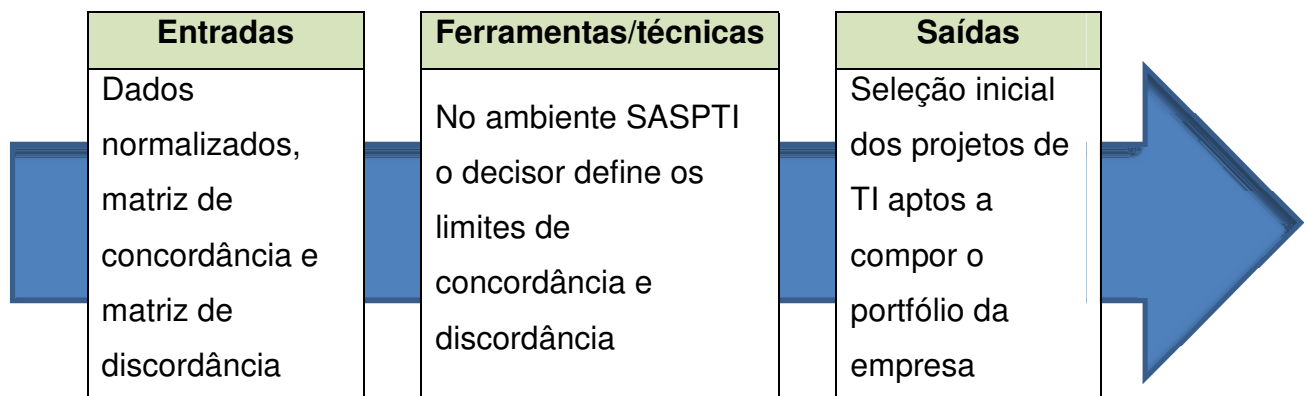 Entradas
Dados
normalizados,
matriz de
concordância e
matriz de
discordância
Ferramentas/técnicas
No ambiente SASPTI
o decisor define os
limites de
concordância e
discordância
Saídas
Seleção inicial
dos projetos de
TI aptos a
compor o
portfólio da
empresa